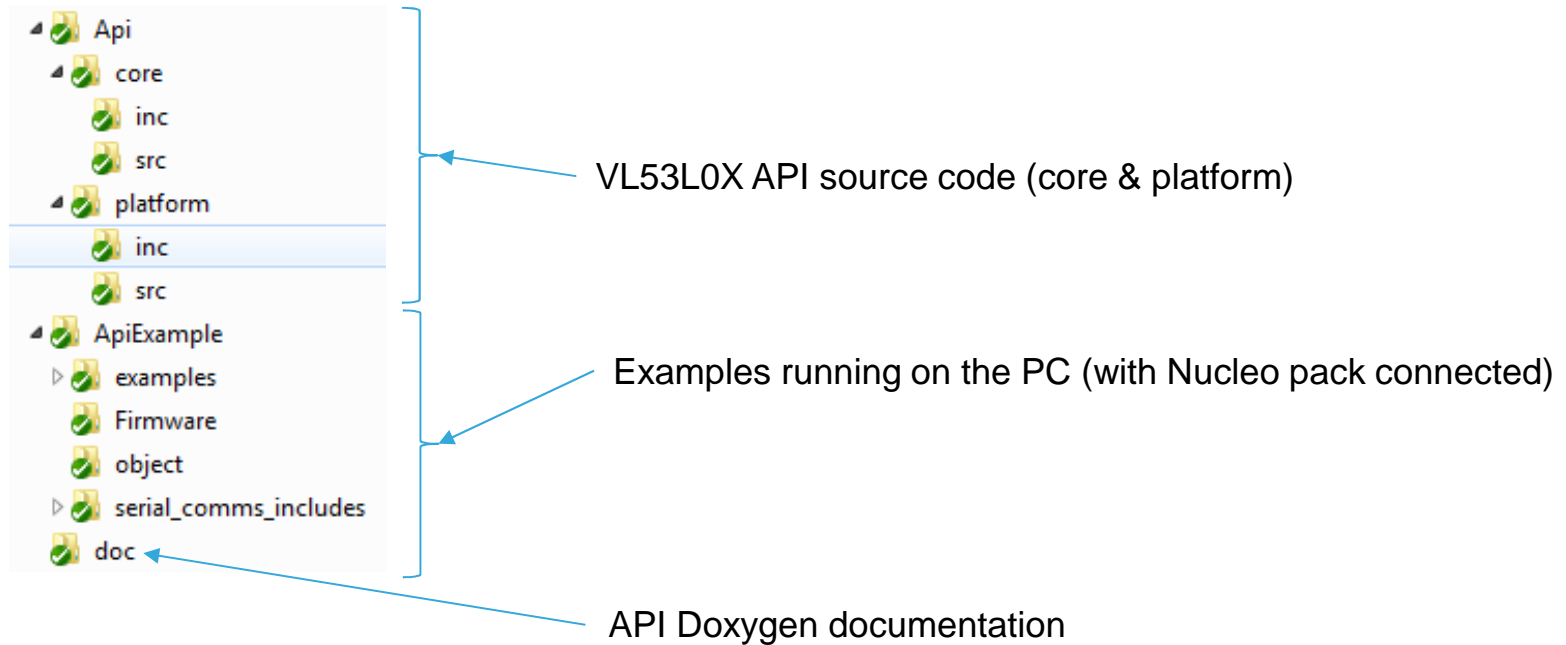 Api
core
inc
src
platform
inc
src
ApiExample
examples
Firmware
object
serial_comms_includes
doc
VL53L0X API source code (core & platform)
Examples running on the PC (with Nucleo pack connected)
API Doxygen documentation